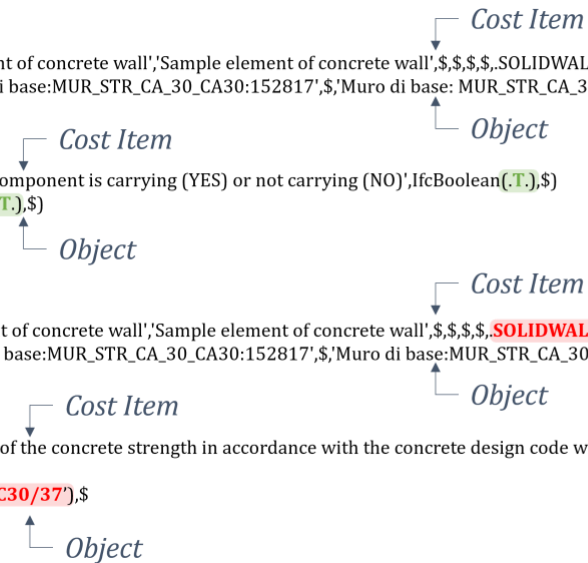 Cost Item
nt of concrete wall','Sample element of concrete wall',$,$,$,$,.SOLIDWAL
i base:MUR_STR_CA_30_CA30:152817',$,'Muro di base: MUR_STR_CA_3
Object
Cost Item
omponent is carrying (YES) or not carrying (NO)',IfcBoolean(.T.),$)
T.),$)
Object
Cost Item
t of concrete wall','Sample element of concrete wall',$,$,$,$,.SOLIDWAL
base:MUR_STR_CA_30_CA30:152817',$,'Muro di base:MUR_STR_CA_30
Object
Cost Item
of the concrete strength in accordance with the concrete design code w
C30/37'),$
Object